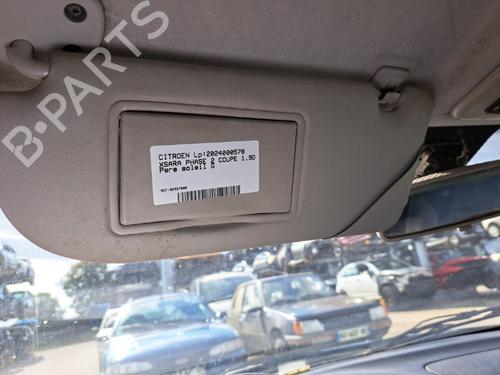 B-PARTS
CITROEN Lp:2024000578
XSARA PHASE 2 COUPE 1.9D
Pare soleil G